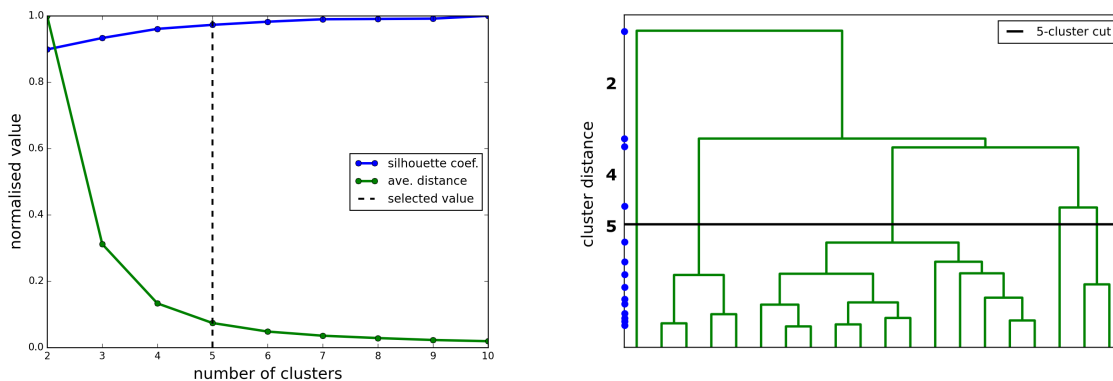 normalised value
1.0
0.8
0.6
0.4
0.2
0.0
2 3 4 5 6 7 8 9 10
number of clusters
silhouette coef.
ave. distance
selected value
cluster distance
2
4
5
5-cluster cut